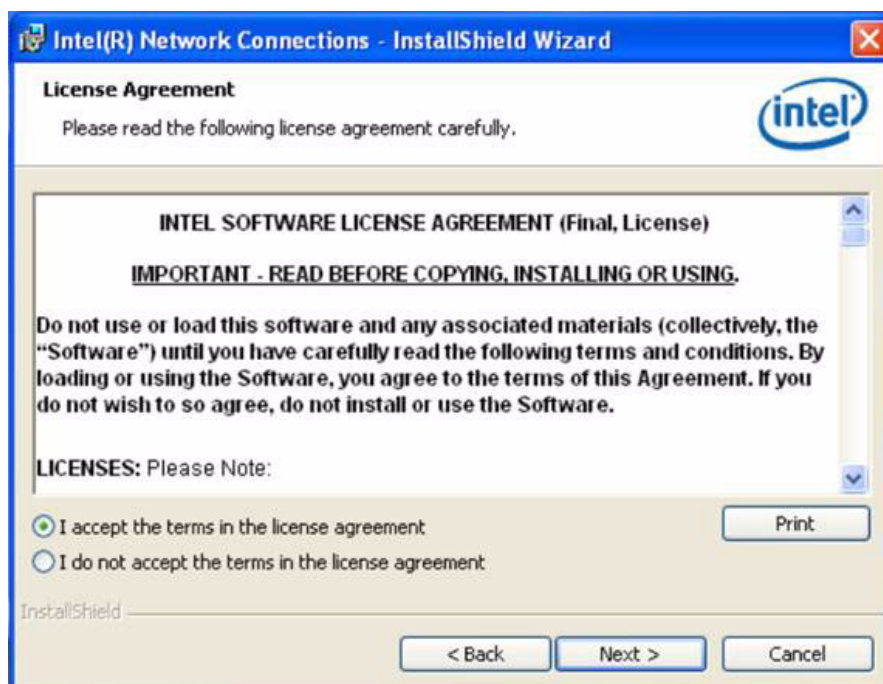 Intel(R) Network Connections - InstallShield Wizard
License Agreement
Please read the following license agreement carefully.
intel
INTEL SOFTWARE LICENSE AGREEMENT (Final, License)
IMPORTANT - READ BEFORE COPYING, INSTALLING OR USING.
Do not use or load this software and any associated materials (collectively, the
“Software”) until you have carefully read the following terms and conditions. By
loading or using the Software, you agree to the terms of this Agreement. If you
do not wish to so agree, do not install or use the Software.
LICENSES: Please Note:
I accept the terms in the license agreement
Print
I do not accept the terms in the license agreement
InstallShield
< Back
Next >
Cancel